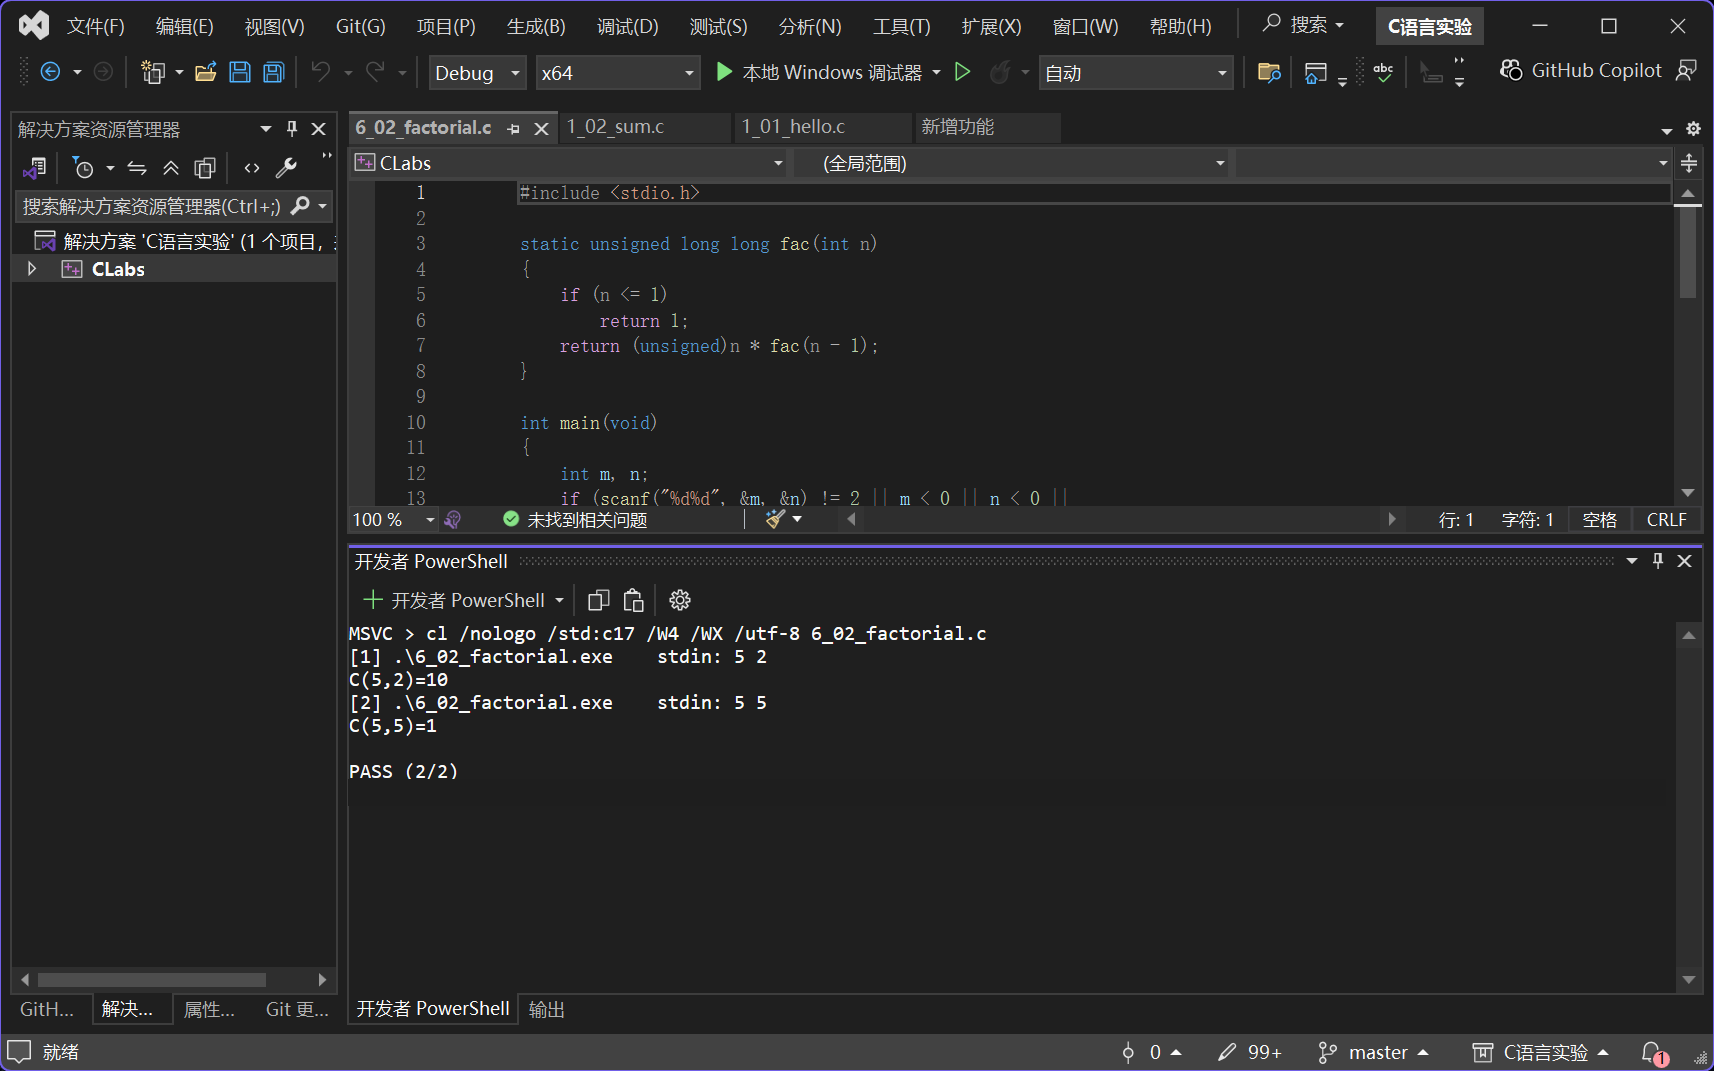 文件(F) 编辑(E) 视图(V) Git(G) 项目(P) 生成(B) 调试(D) 测试(S) 分析(N) 工具(T) 扩展(X) 窗口(W) 帮助(H) 搜索 C语言实验
Debug x64 本地 Windows 调试器 自动 abc GitHub Copilot
解决方案资源管理器
搜索解决方案资源管理器(Ctrl+;)
解决方案 'C语言实验' (1 个项目,
CLabs
6_02_factorial.c 1_02_sum.c 1_01_hello.c 新增功能
CLabs (全局范围)
1 #include <stdio.h>
2
3 static unsigned long long fac(int n)
4 {
5 if (n <= 1)
6 return 1;
7 return (unsigned)n * fac(n - 1);
8 }
9
10 int main(void)
11 {
12 int m, n;
13 if (scanf("%d%d", &m, &n) != 2 || m < 0 || n < 0 ||
100 % 未找到相关问题 行: 1 字符: 1 空格 CRLF
开发者 PowerShell
开发者 PowerShell
MSVC > cl /nologo /std:c17 /W4 /WX /utf-8 6_02_factorial.c
[1] .\6_02_factorial.exe stdin: 5 2
C(5,2)=10
[2] .\6_02_factorial.exe stdin: 5 5
C(5,5)=1
PASS (2/2)
GitH... 解决... 属性... Git 更... 开发者 PowerShell 输出
就绪 0 99+ master C语言实验 1